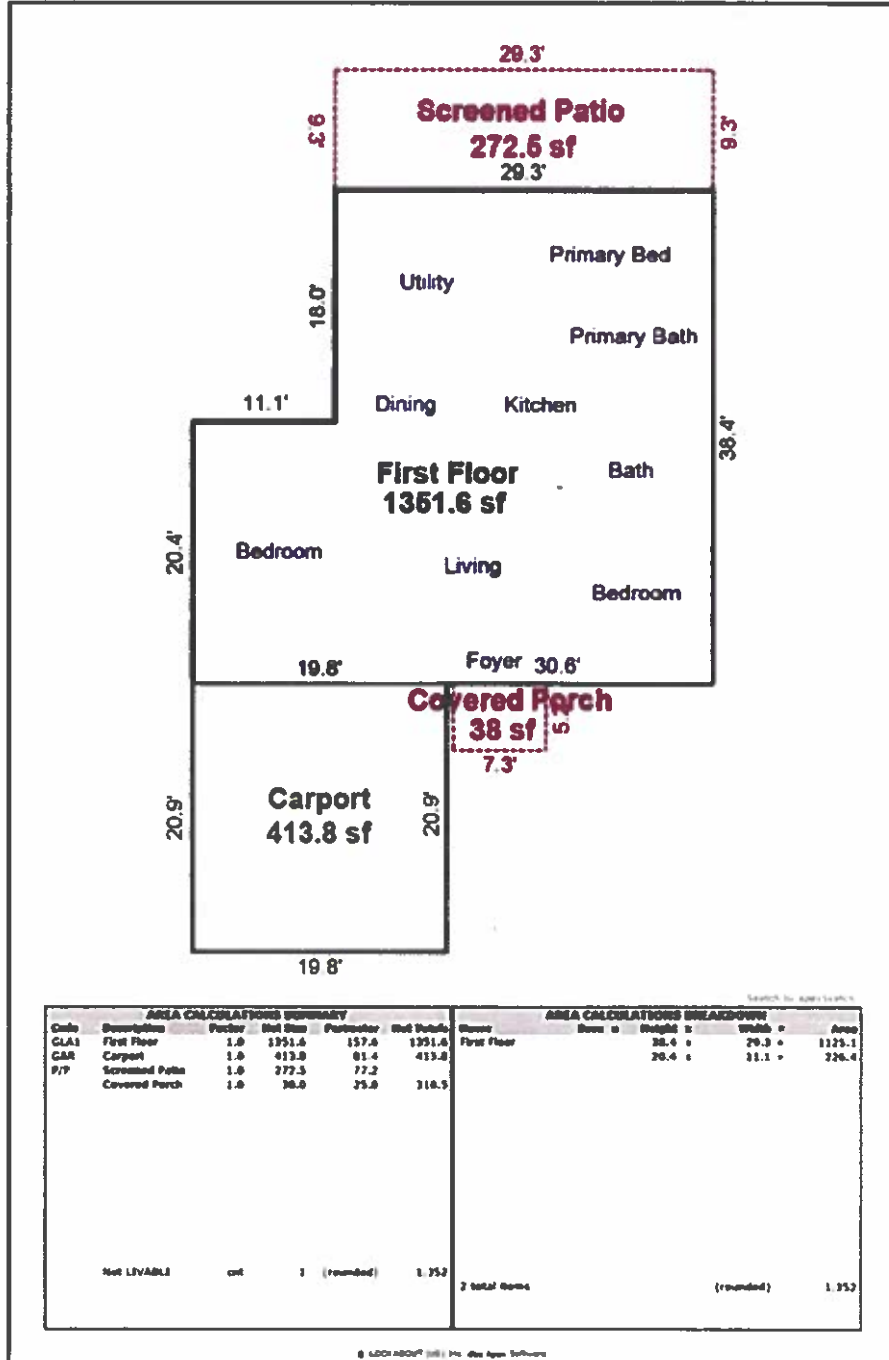 29.3'
Screened Patio
272.5 sf
9.3'
9.3'
29.3'
Primary Bed
Utility
18.0'
Primary Bath
11.1'
Dining
Kitchen
38.4'
First Floor
1351.6 sf
Bath
20.4'
Bedroom
Living
Bedroom
Foyer
19.8'
30.6'
Covered Porch
38 sf
7.3'
Carport
413.8 sf
20.9'
20.9'
19.8'
AREA CALCULATIONS SUMMARY
Code Description Factor Net Size Perimeter Net Totals
GLA1 First Floor 1.0 1351.6 157.6 1351.6
GAR Carport 1.0 413.8 81.4 413.8
P/P Screened Patio 1.0 272.5 77.2
Covered Porch 1.0 38.0 25.0 310.5
Net LIVABLE cnt 1 (rounded) 1,352
AREA CALCULATIONS BREAKDOWN
Name Base x Height x Width = Area
First Floor 38.4 x 29.3 = 1125.1
20.4 x 11.1 = 226.4
2 total items (rounded) 1,352